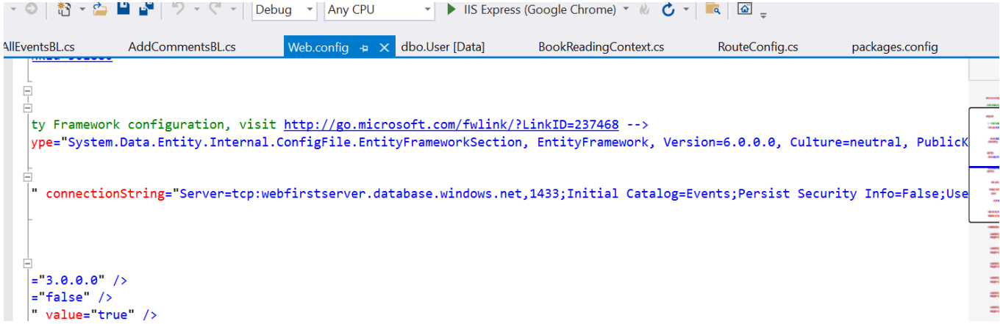 Debug Any CPU IIS Express (Google Chrome)
AllEventsBL.cs AddCommentsBL.cs Web.config dbo.User [Data] BookReadingContext.cs RouteConfig.cs packages.config
ty Framework configuration, visit http://go.microsoft.com/fwlink/?LinkID=237468 -->
ype="System.Data.Entity.Internal.ConfigFile.EntityFrameworkSection, EntityFramework, Version=6.0.0.0, Culture=neutral, PublicK
" connectionString="Server=tcp:webfirstserver.database.windows.net,1433;Initial Catalog=Events;Persist Security Info=False;Use
="3.0.0.0" />
="false" />
" value="true" />